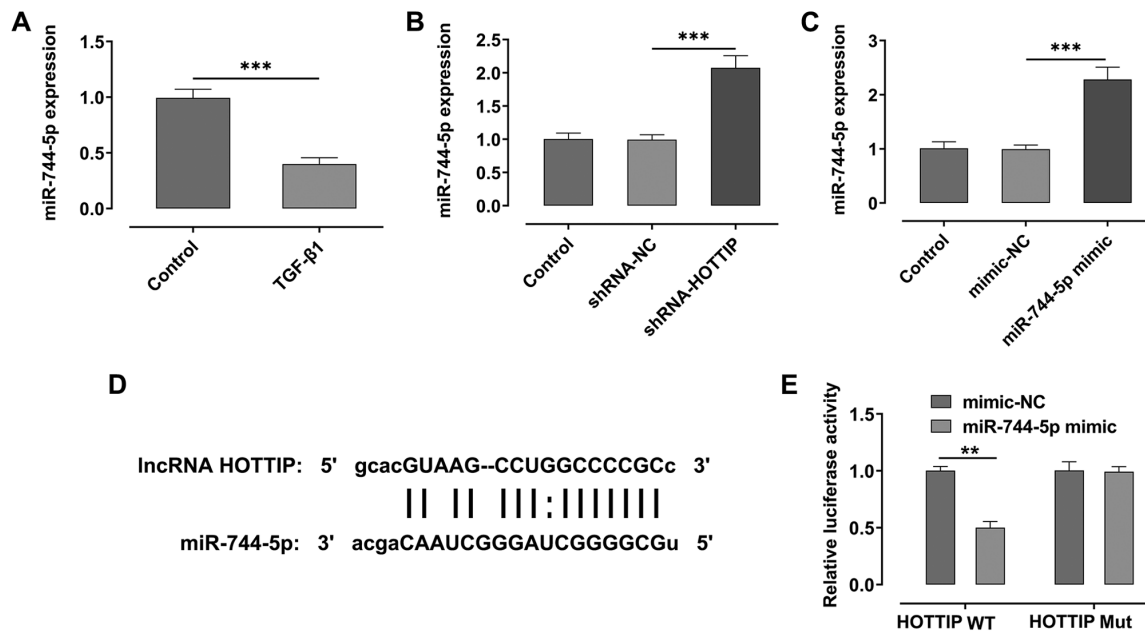 A
miR-744-5p expression
1.5
1.0
0.5
0.0
***
Control
TGF-β1
B
miR-744-5p expression
2.5
2.0
1.5
1.0
0.5
0.0
***
Control
shRNA-NC
shRNA-HOTTIP
C
miR-744-5p expression
3
2
1
0
***
Control
mimic-NC
miR-744-5p mimic
D
lncRNA HOTTIP: 5' gcacGUAAG--CCUGGCCCCGCc 3'
miR-744-5p: 3' acgaCAAUCGGGAUCGGGGCGu 5'
E
Relative luciferase activity
mimic-NC
miR-744-5p mimic
1.5
1.0
0.5
0.0
**
HOTTIP WT
HOTTIP Mut